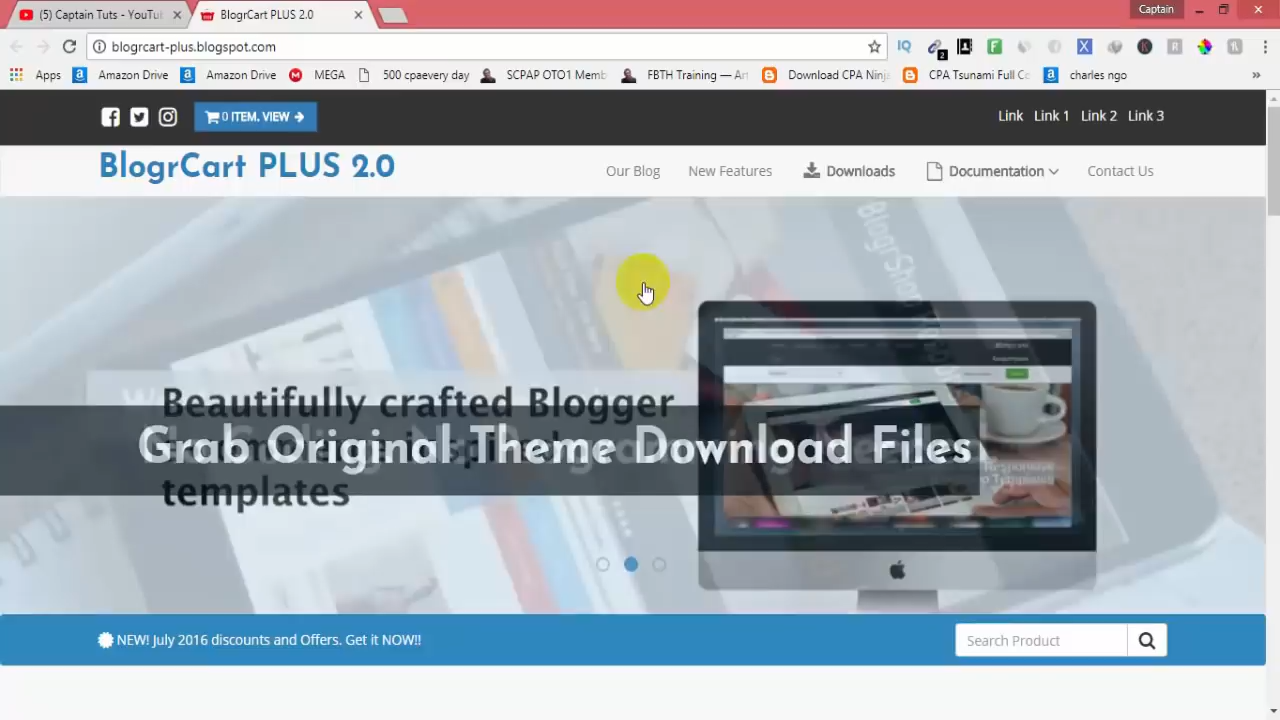 (5) Captain Tuts - YouTu
BlogrCart PLUS 2.0
Captain
blogrcart-plus.blogspot.com
2
Apps
Amazon Drive
Amazon Drive
MEGA
500 cpaevery day
SCPAP OTO1 Memb
FBTH Training — Ar
Download CPA Ninja
CPA Tsunami Full Co
charles ngo
0 ITEM. VIEW
Link Link 1 Link 2 Link 3
BlogrCart PLUS 2.0
Our Blog New Features Downloads Documentation Contact Us
Beautifully crafted Blogger
Grab Original Theme Download Files
templates
NEW! July 2016 discounts and Offers. Get it NOW!!
Search Product